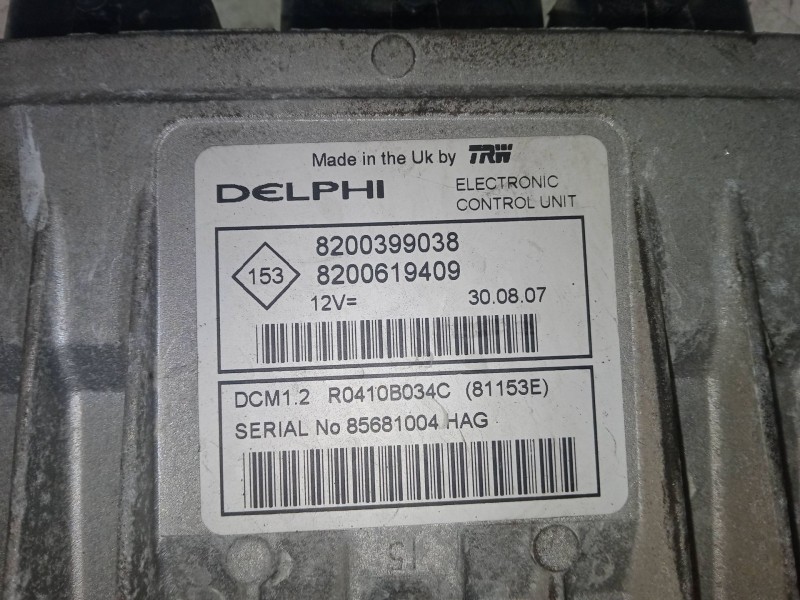 Made in the Uk by TRW
DELPHI
ELECTRONIC
CONTROL UNIT
153
8200399038
8200619409
12V= 30.08.07
DCM1.2 R0410B034C (81153E)
SERIAL No 85681004 HAG
15